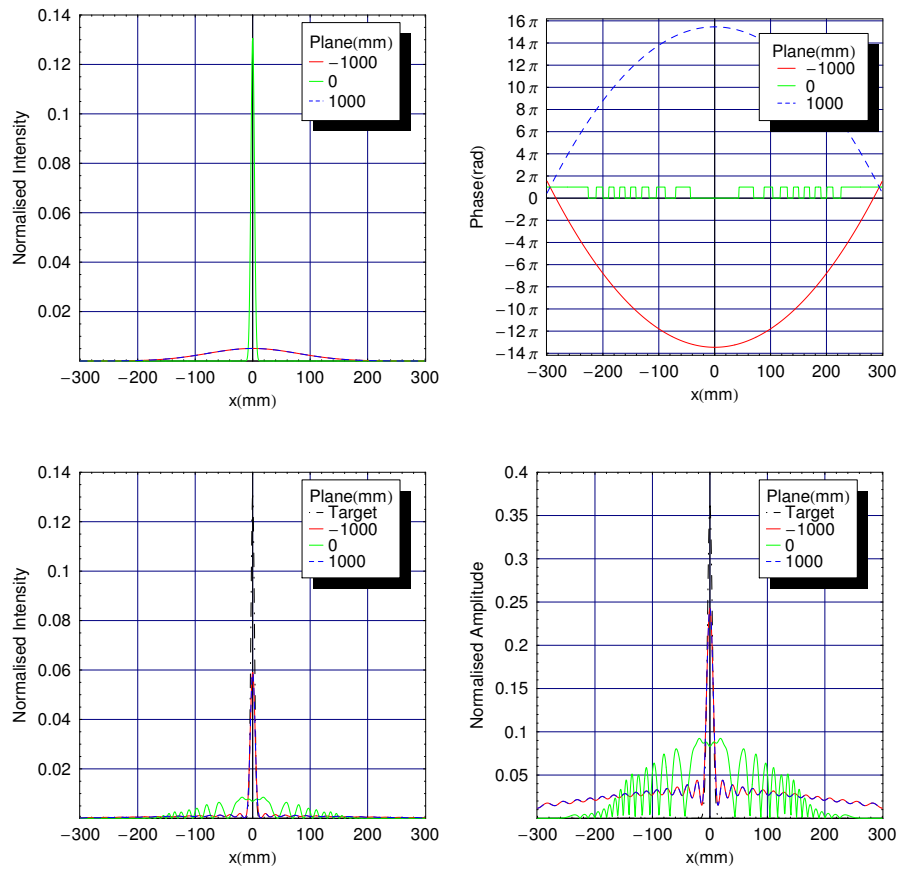 0.14
0.12
0.1
0.08
0.06
0.04
0.02
Normalised Intensity
−300 −200 −100 0 100 200 300
x(mm)
Plane(mm)
−1000
0
1000
16 π
14 π
12 π
10 π
8 π
6 π
4 π
2 π
0
−2 π
−4 π
−6 π
−8 π
−10 π
−12 π
−14 π
Phase(rad)
−300 −200 −100 0 100 200 300
x(mm)
Plane(mm)
−1000
0
1000
0.14
0.12
0.1
0.08
0.06
0.04
0.02
Normalised Intensity
−300 −200 −100 0 100 200 300
x(mm)
Plane(mm)
Target
−1000
0
1000
0.4
0.35
0.3
0.25
0.2
0.15
0.1
0.05
Normalised Amplitude
−300 −200 −100 0 100 200 300
x(mm)
Plane(mm)
Target
−1000
0
1000